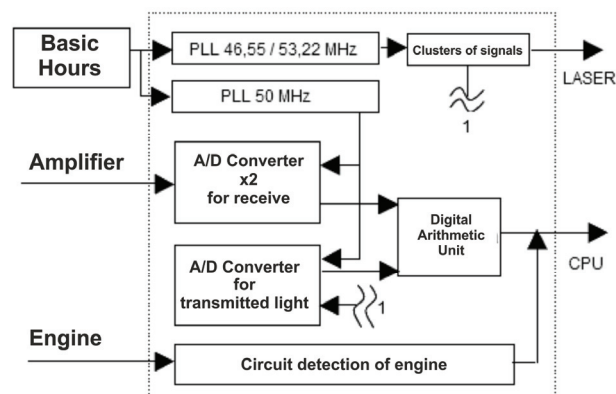 Basic
Hours
PLL 46,55 / 53,22 MHz
Clusters of signals
LASER
PLL 50 MHz
1
Amplifier
A/D Converter
x2
for receive
Digital
Arithmetic
Unit
CPU
A/D Converter
for
transmitted light
1
Engine
Circuit detection of engine